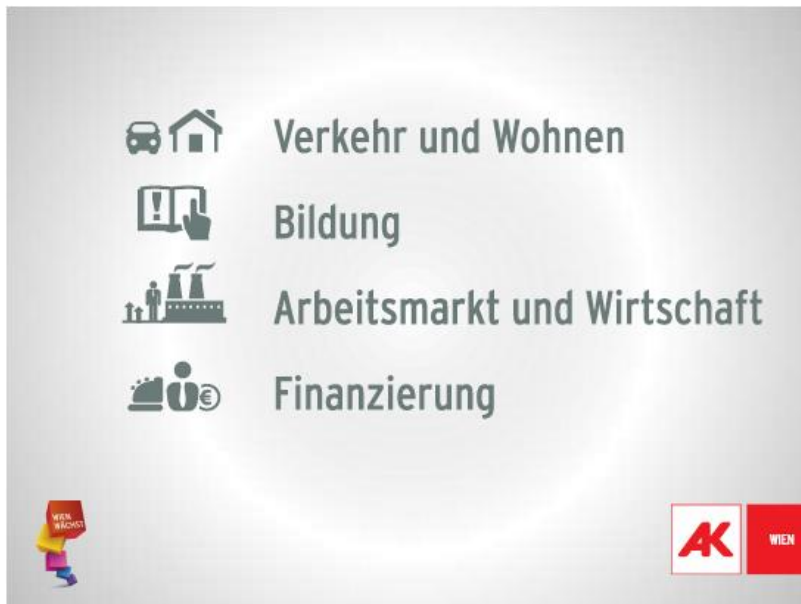 Verkehr und Wohnen
Bildung
Arbeitsmarkt und Wirtschaft
Finanzierung
WIEN
WÄCHST
AK
WIEN